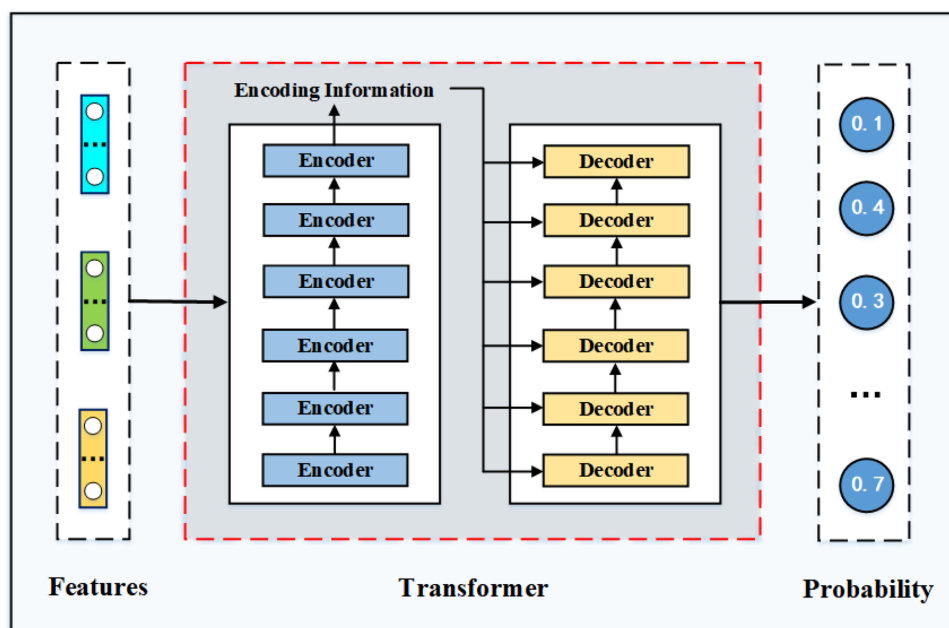 Encoding Information
...
Encoder
Encoder
Encoder
Encoder
Encoder
Encoder
...
...
Decoder
Decoder
Decoder
Decoder
Decoder
Decoder
0.1
0.4
0.3
...
0.7
Features
Transformer
Probability